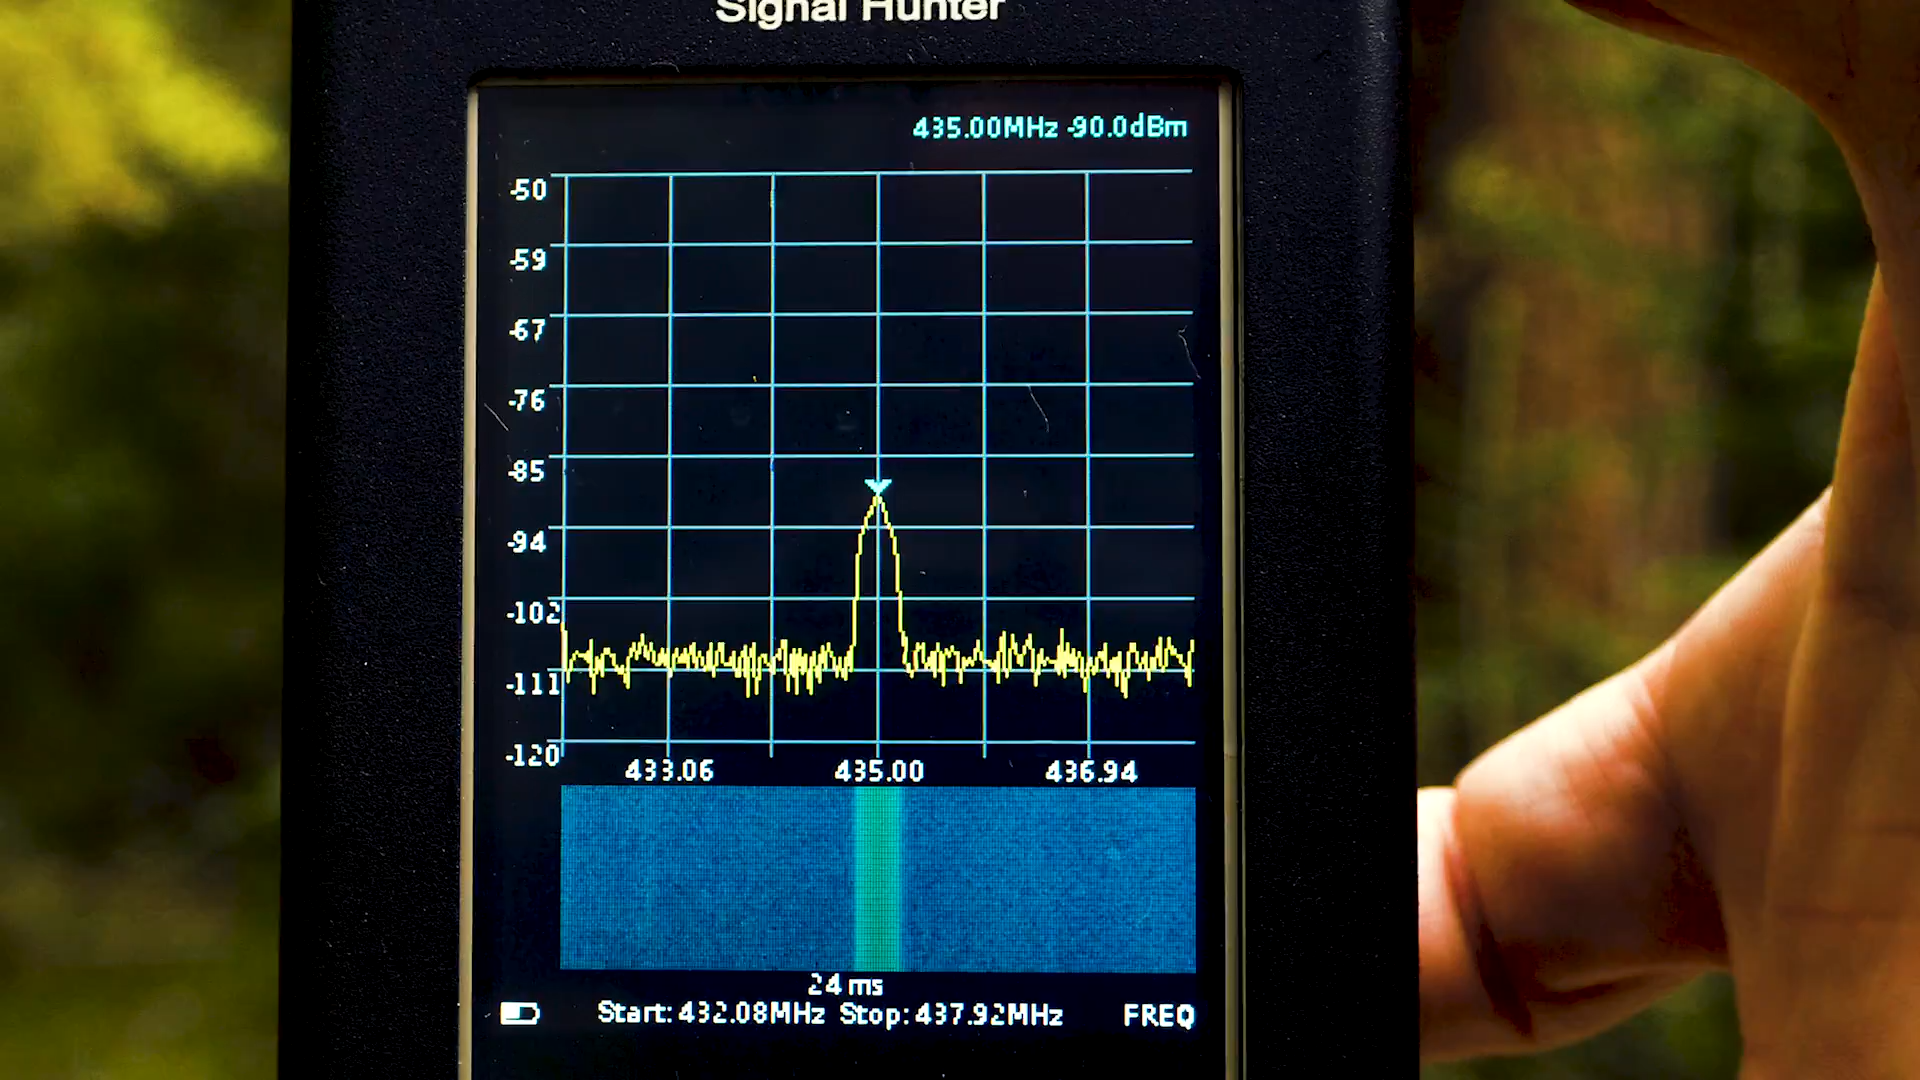 Signal Hunter
435.00MHz -90.0dBm
-50
-59
-67
-76
-85
-94
-102
-111
-120
433.06 435.00 436.94
24 ms
Start: 432.08MHz Stop: 437.92MHz FREQ